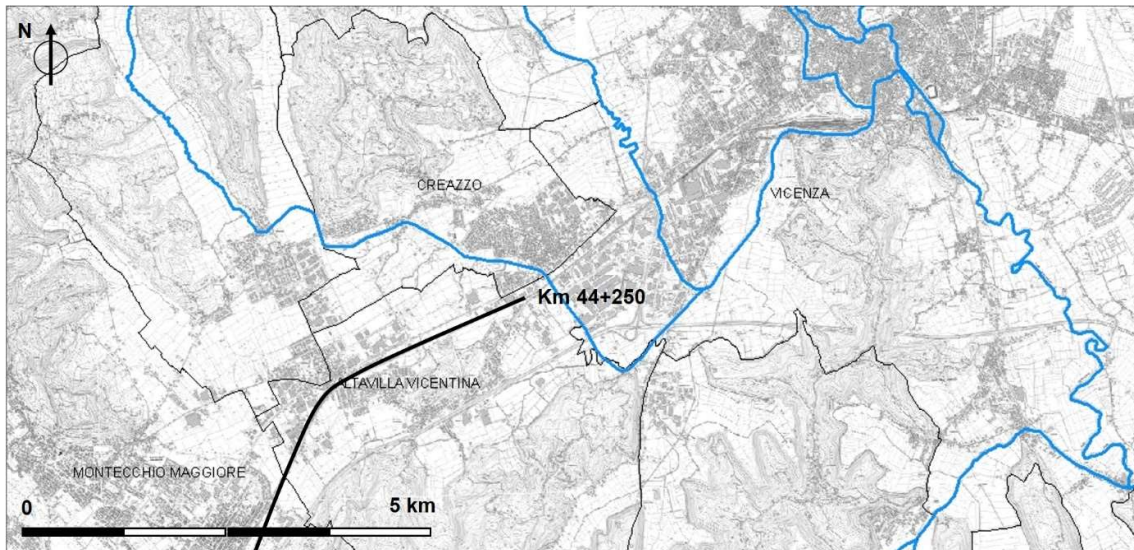 N
CREAZZO
VICENZA
Km 44+250
ALTAVILLA VICENTINA
MONTECCHIO MAGGIORE
0
5 km